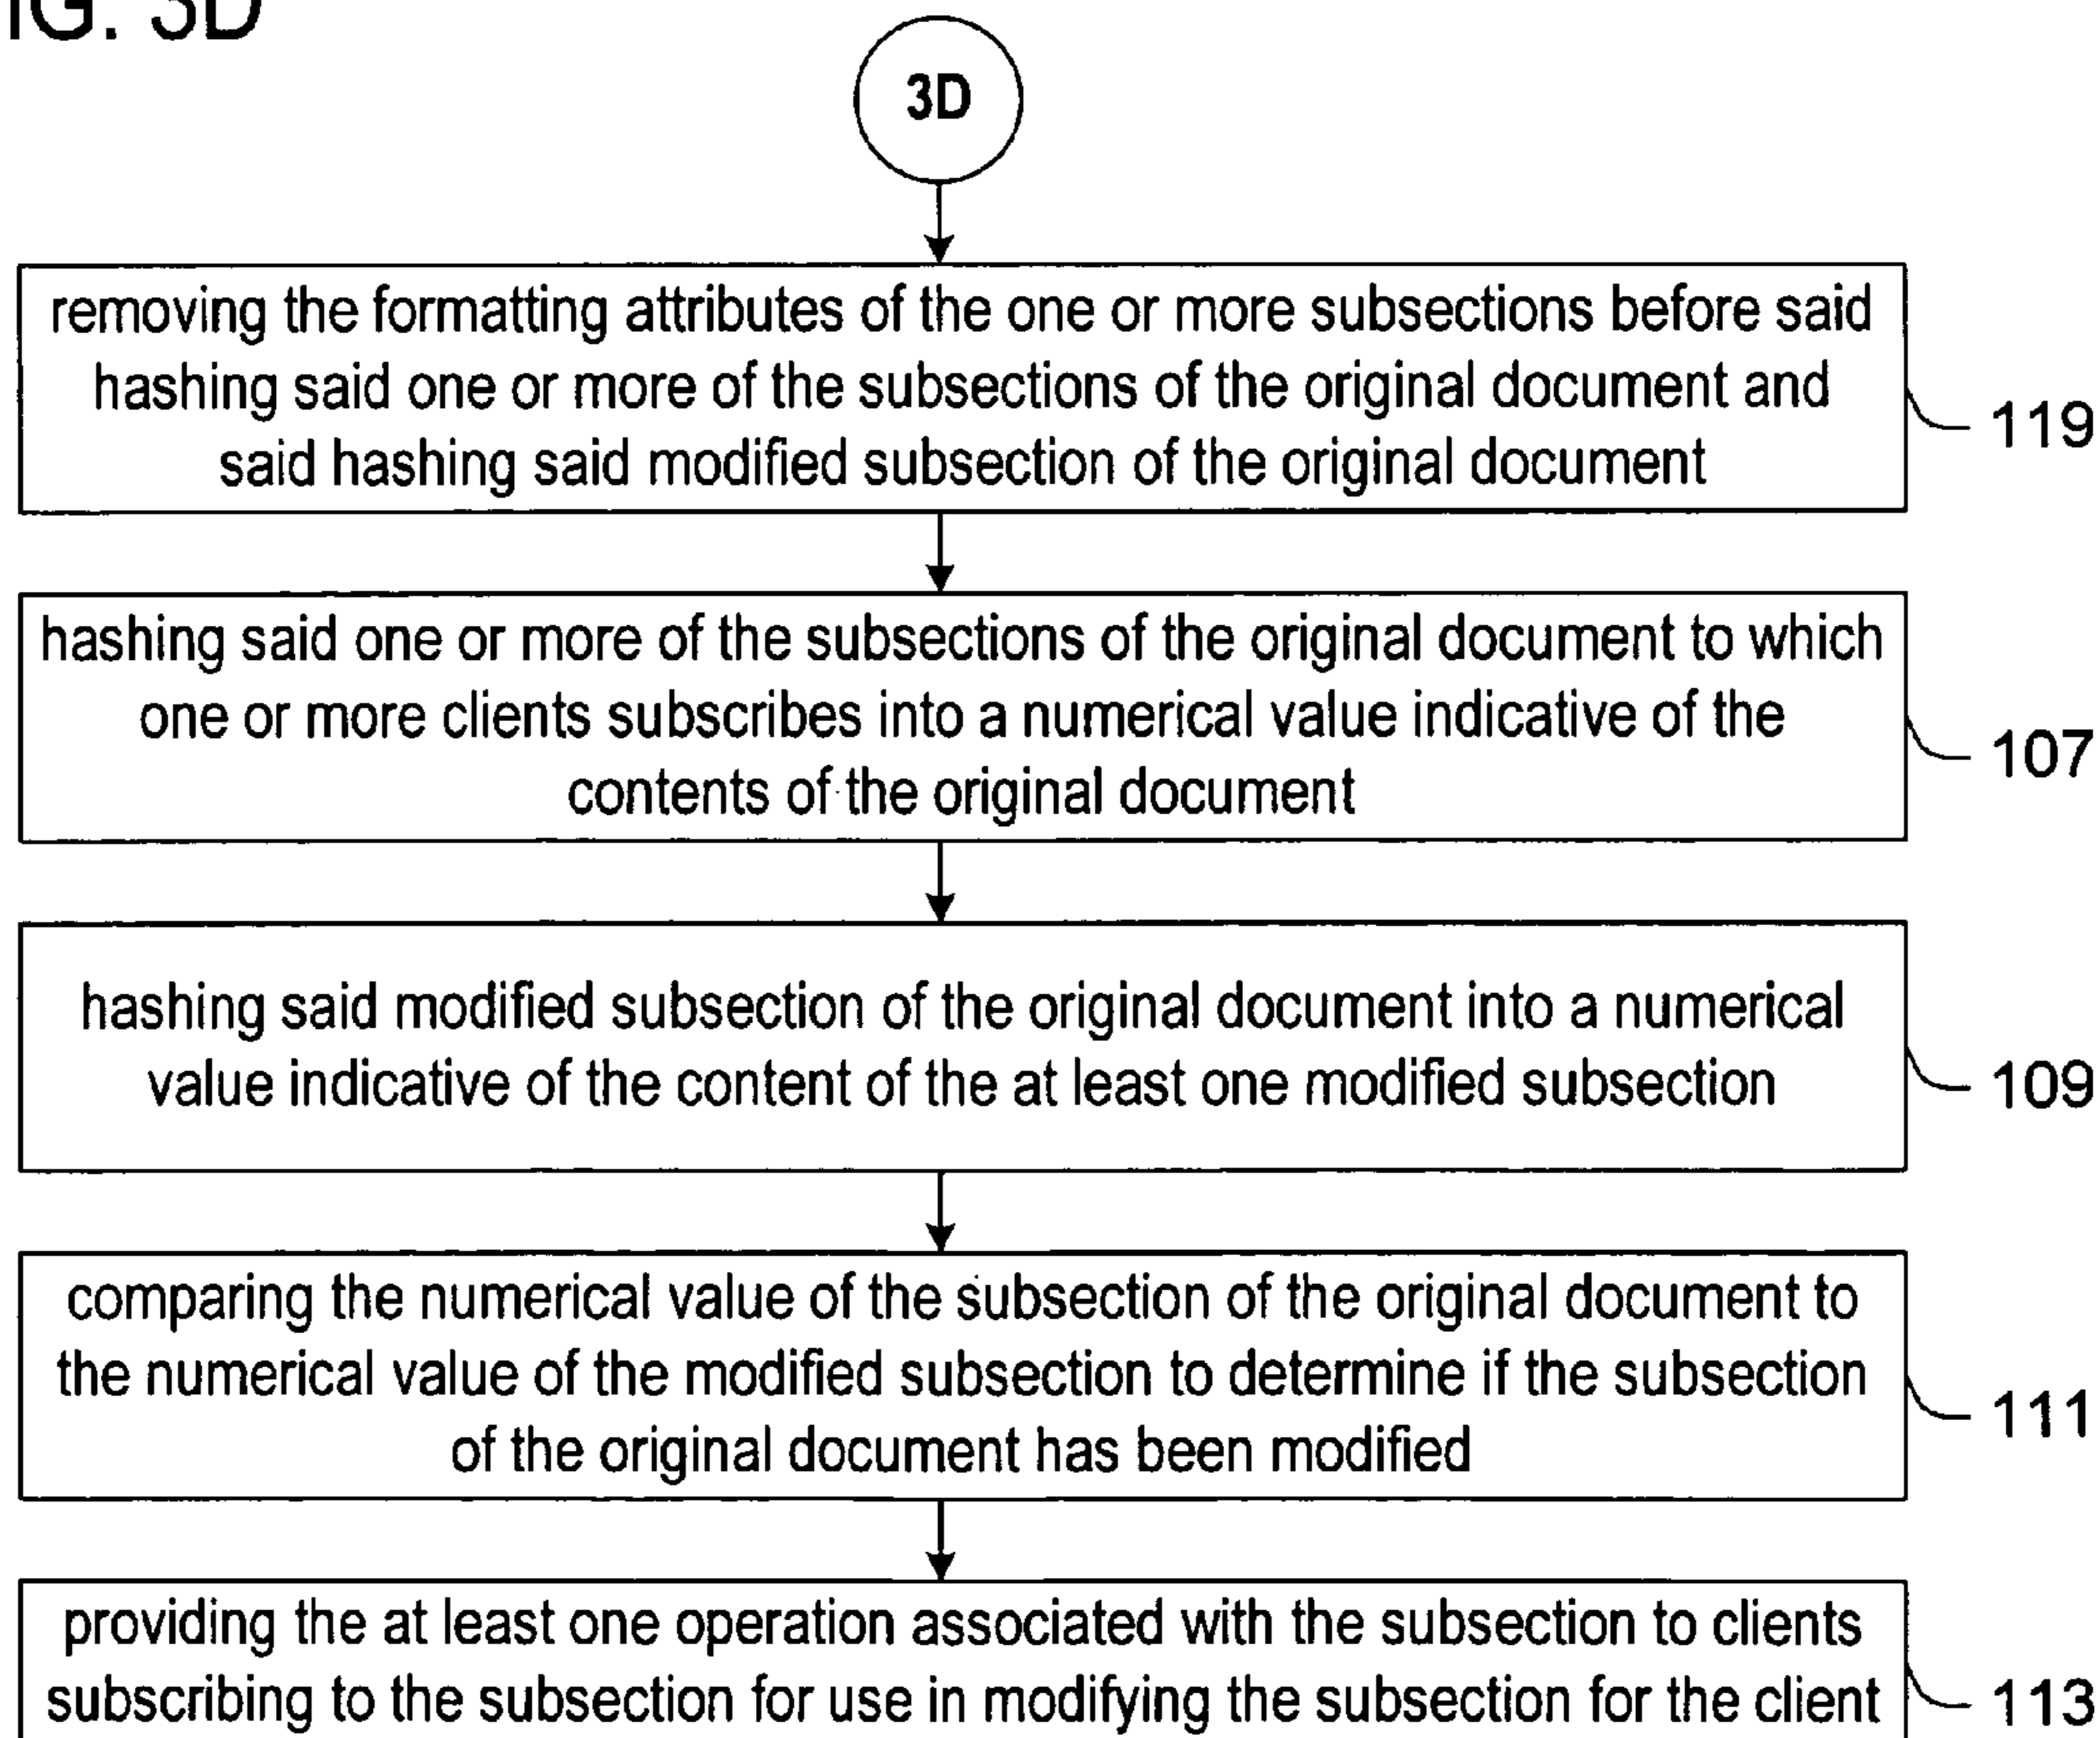 IG. 3D
3D
removing the formatting attributes of the one or more subsections before said
hashing said one or more of the subsections of the original document and
said hashing said modified subsection of the original document
119
hashing said one or more of the subsections of the original document to which
one or more clients subscribes into a numerical value indicative of the
contents of the original document
107
hashing said modified subsection of the original document into a numerical
value indicative of the content of the at least one modified subsection
109
comparing the numerical value of the subsection of the original document to
the numerical value of the modified subsection to determine if the subsection
of the original document has been modified
111
providing the at least one operation associated with the subsection to clients
subscribing to the subsection for use in modifying the subsection for the client
113